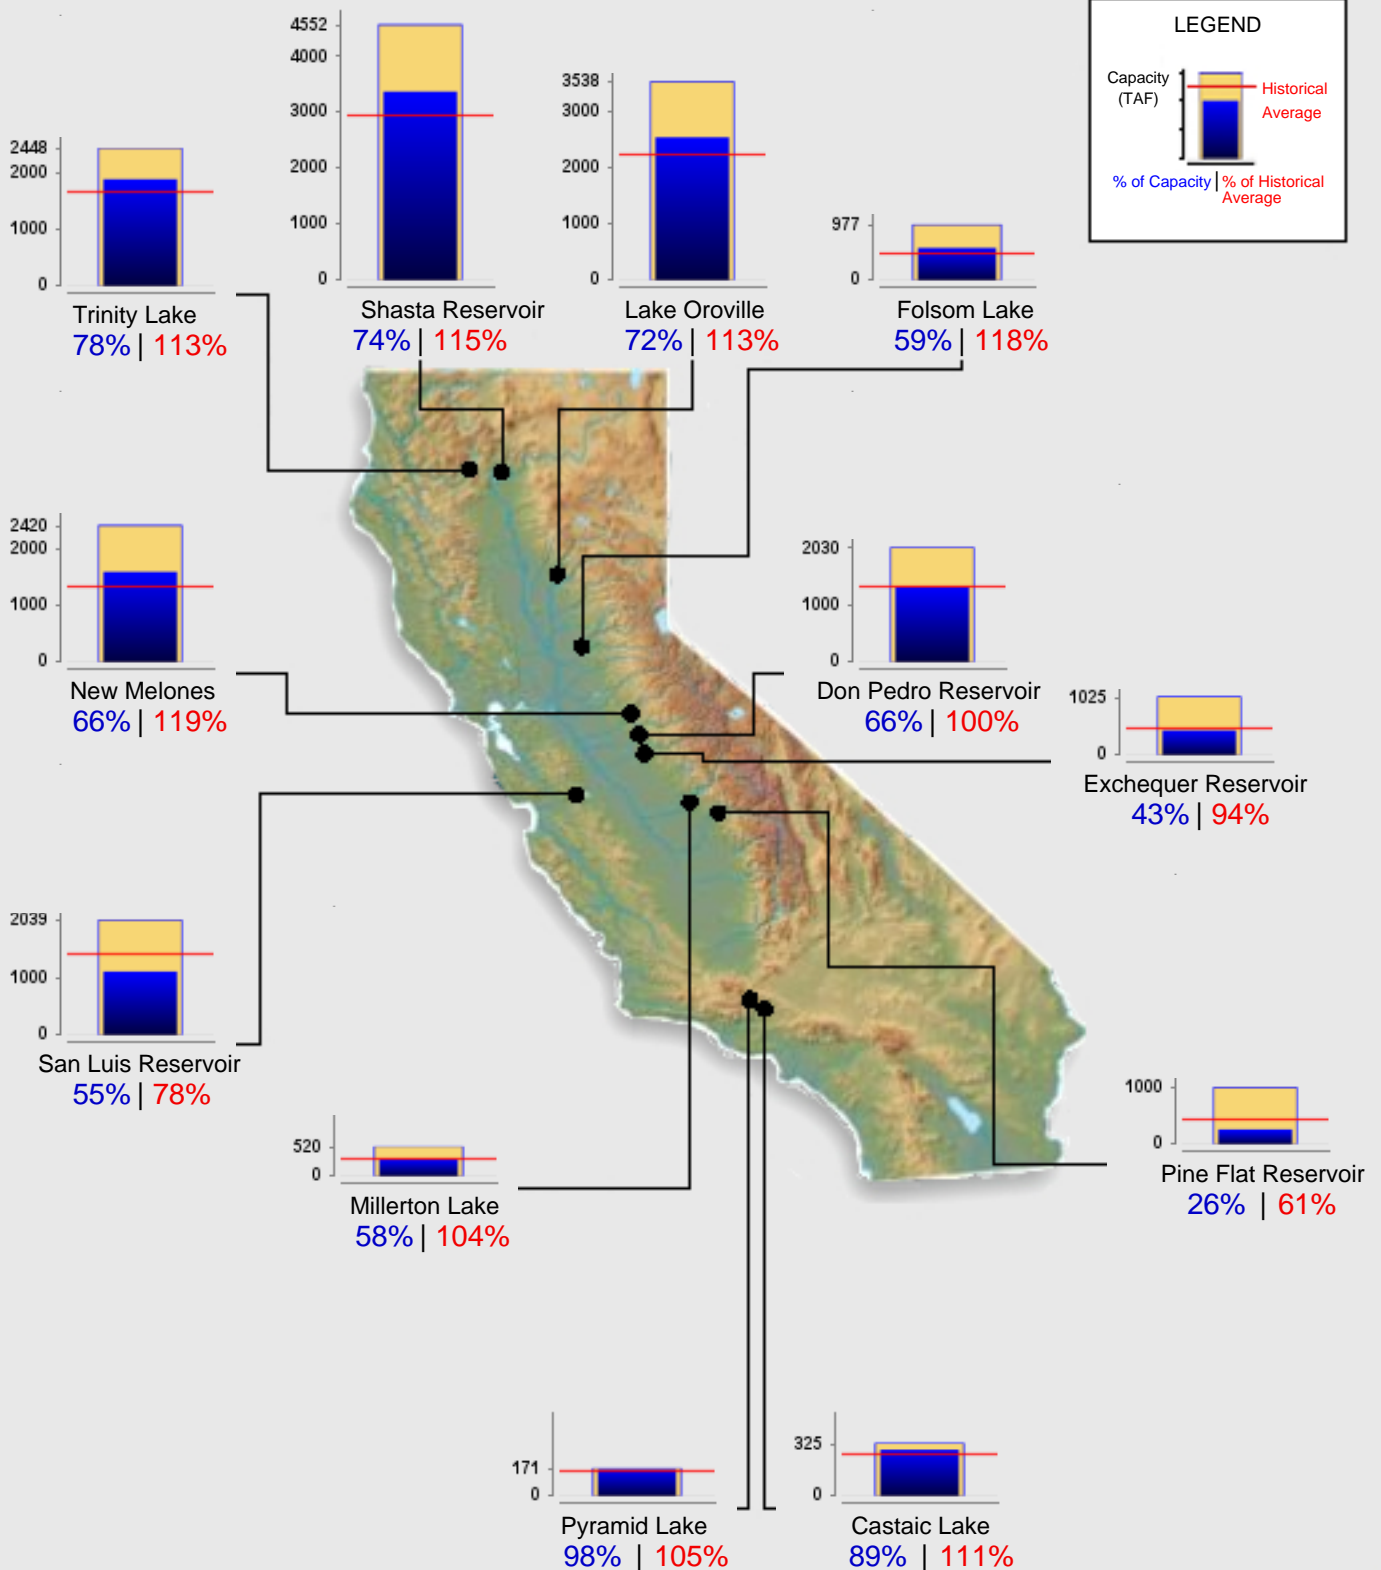 LEGEND
Capacity
(TAF)
Historical
Average
% of Capacity | % of Historical
Average
4552
4000
3000
2000
1000
0
Shasta Reservoir
74% | 115%
3538
3000
2000
1000
0
Lake Oroville
72% | 113%
977
0
Folsom Lake
59% | 118%
2448
2000
1000
0
Trinity Lake
78% | 113%
2420
2000
1000
0
New Melones
66% | 119%
2030
1000
0
Don Pedro Reservoir
66% | 100%
1025
0
Exchequer Reservoir
43% | 94%
2039
1000
0
San Luis Reservoir
55% | 78%
520
0
Millerton Lake
58% | 104%
1000
0
Pine Flat Reservoir
26% | 61%
171
0
Pyramid Lake
98% | 105%
325
0
Castaic Lake
89% | 111%